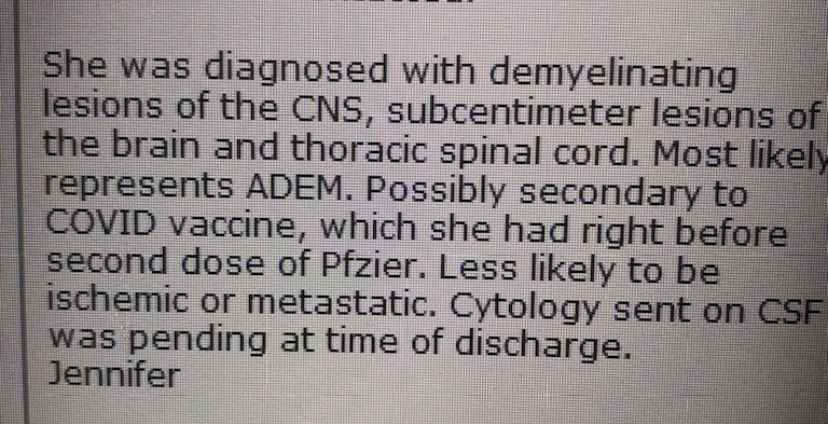 She was diagnosed with demyelinating
lesions of the CNS, subcentimeter lesions of
the brain and thoracic spinal cord. Most likely
represents ADEM. Possibly secondary to
COVID vaccine, which she had right before
second dose of Pfzier. Less likely to be
ischemic or metastatic. Cytology sent on CSF
was pending at time of discharge.
Jennifer